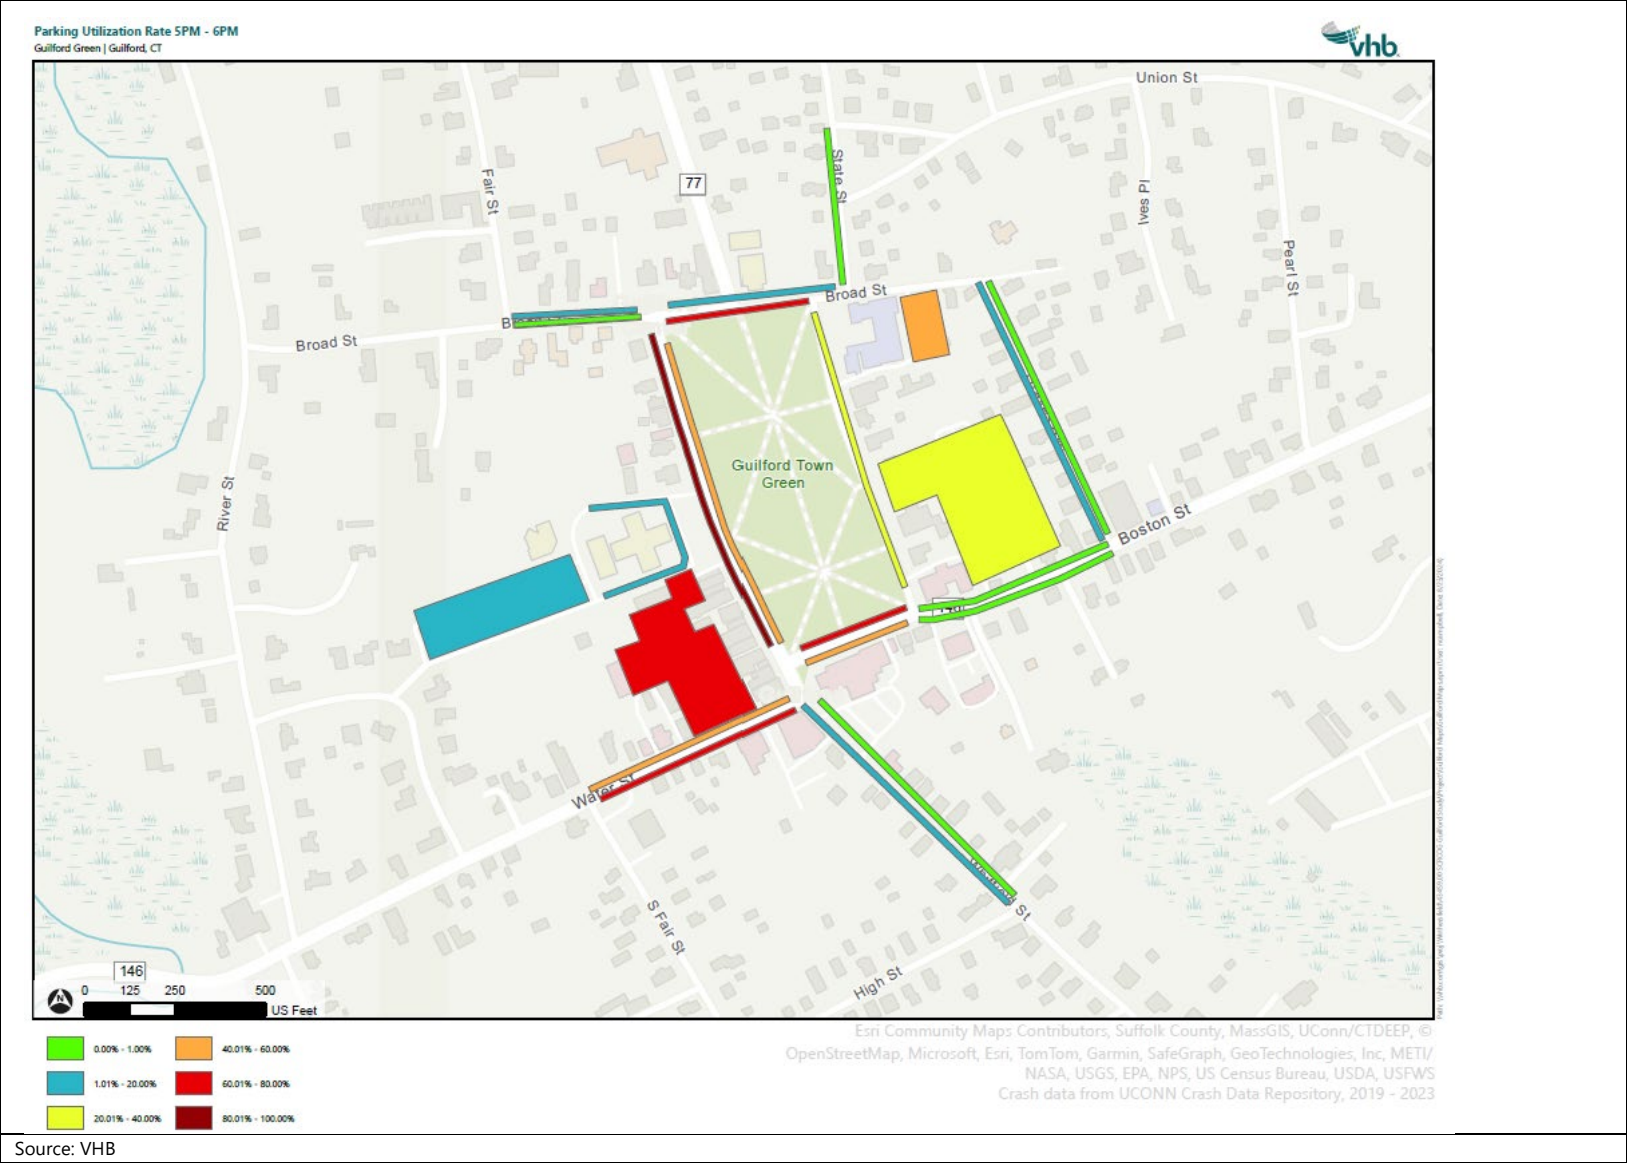 Parking Utilization Rate 5PM - 6PM
Guilford Green | Guilford, CT
vhb
Union St
State St
Fair St
77
Ives Pl
Pearl St
Broad St
Broad St
Guilford Town
Green
River St
Boston St
Water St
S Fair St
High St
146
0 125 250 500
US Feet
N
Esri Community Maps Contributors, Suffolk County, MassGIS, UConn/CTDEEP, ©
OpenStreetMap, Microsoft, Esri, TomTom, Garmin, SafeGraph, GeoTechnologies, Inc, METI/
NASA, USGS, EPA, NPS, US Census Bureau, USDA, USFWS
Crash data from UCONN Crash Data Repository, 2019 - 2023
0.00% - 1.00%
40.01% - 60.00%
1.01% - 20.00%
60.01% - 80.00%
20.01% - 40.00%
80.01% - 100.00%
Source: VHB